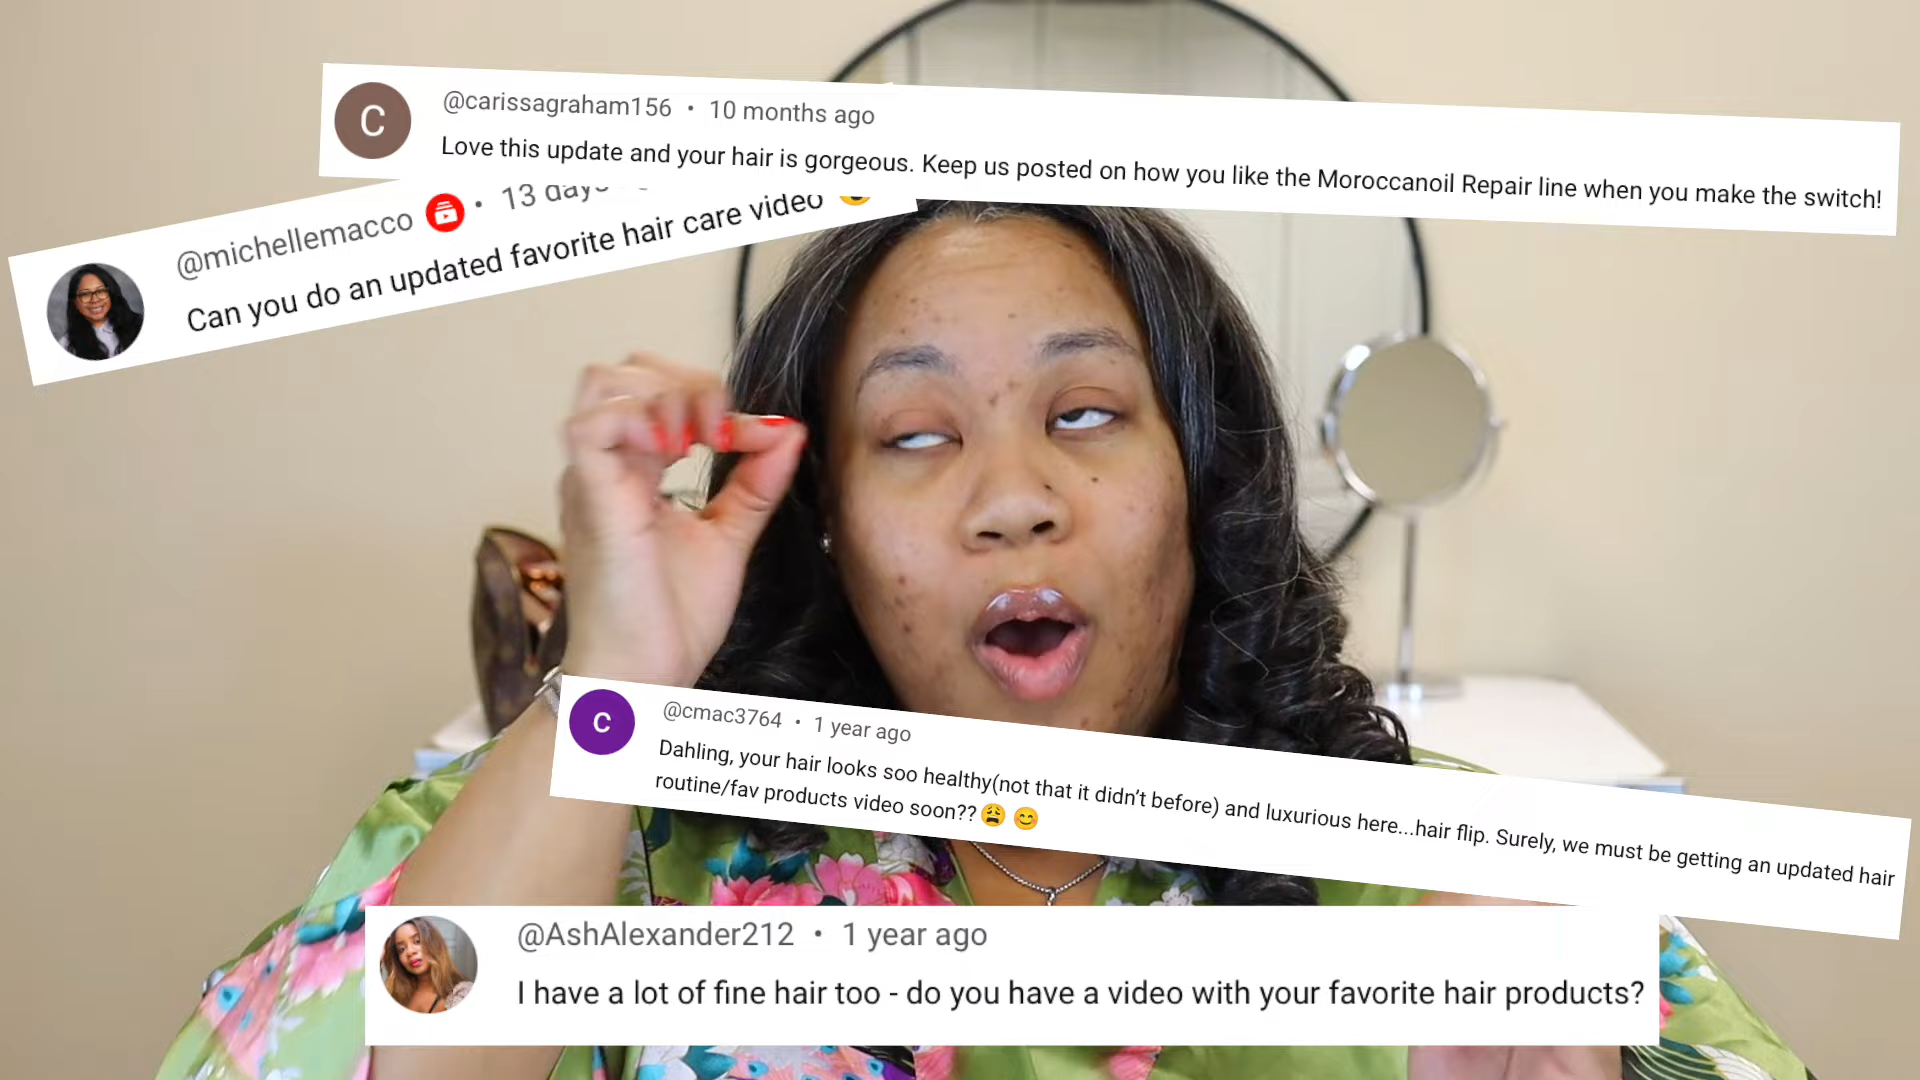 C
@carissagraham156 • 10 months ago
Love this update and your hair is gorgeous. Keep us posted on how you like the Moroccanoil Repair line when you make the switch!
@michellemacco • 13 days
Can you do an updated favorite hair care video
C
@cmac3764 • 1 year ago
Dahling, your hair looks soo healthy(not that it didn’t before) and luxurious here...hair flip. Surely, we must be getting an updated hair
routine/fav products video soon??😩 😊
@AshAlexander212 • 1 year ago
I have a lot of fine hair too - do you have a video with your favorite hair products?